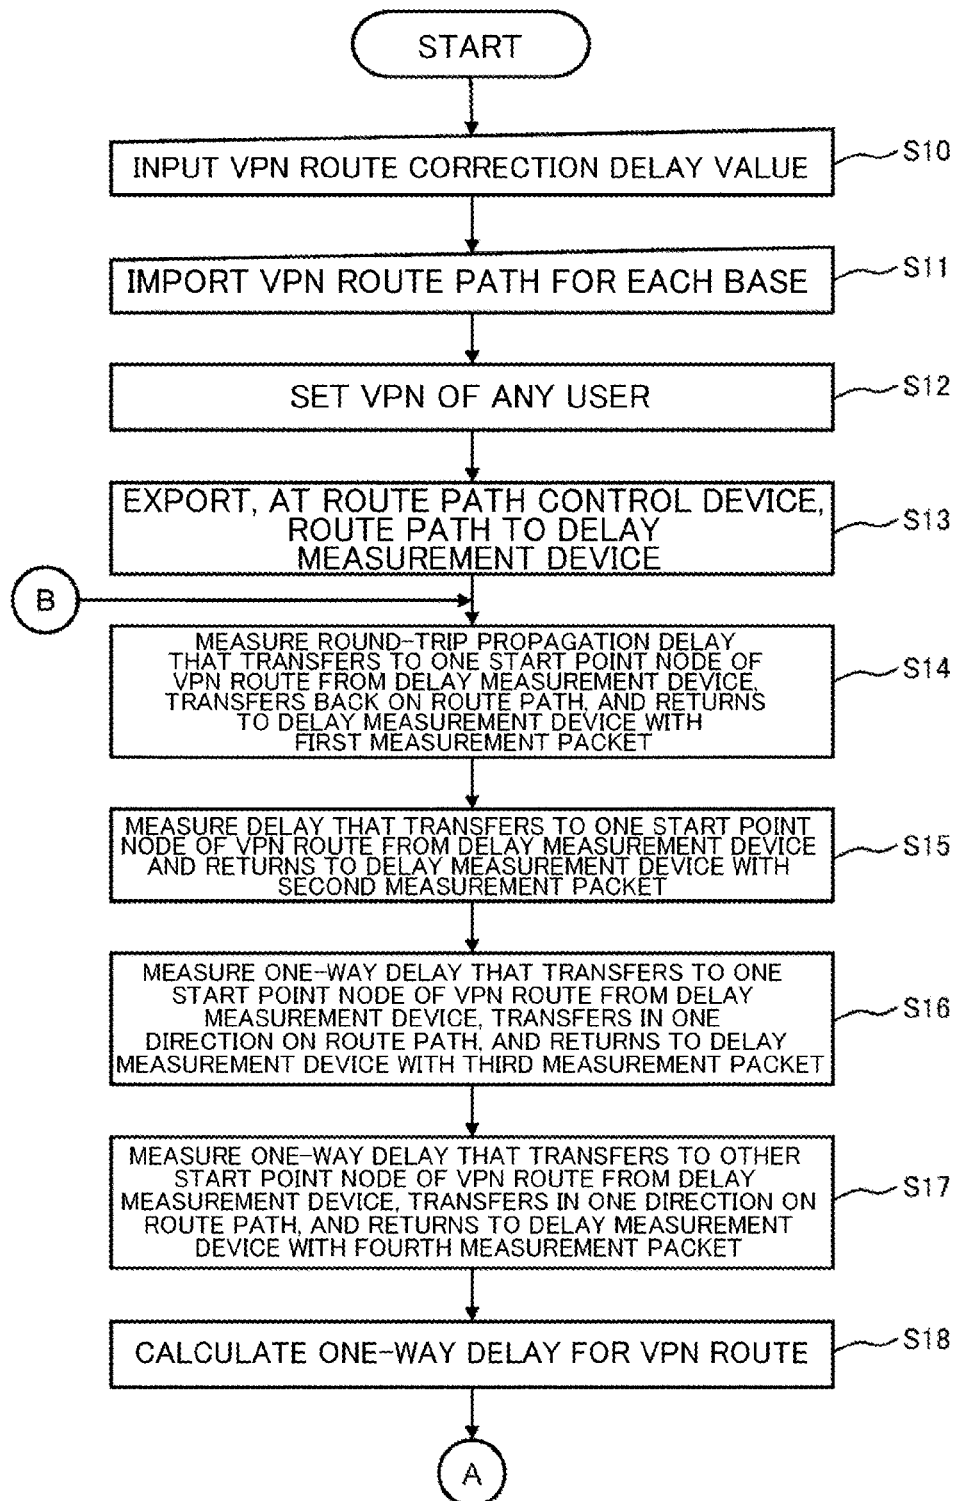 START
INPUT VPN ROUTE CORRECTION DELAY VALUE
S10
IMPORT VPN ROUTE PATH FOR EACH BASE
S11
SET VPN OF ANY USER
S12
EXPORT, AT ROUTE PATH CONTROL DEVICE,
ROUTE PATH TO DELAY
MEASUREMENT DEVICE
S13
B
MEASURE ROUND-TRIP PROPAGATION DELAY
THAT TRANSFERS TO ONE START POINT NODE OF
VPN ROUTE FROM DELAY MEASUREMENT DEVICE,
TRANSFERS BACK ON ROUTE PATH, AND RETURNS
TO DELAY MEASUREMENT DEVICE WITH
FIRST MEASUREMENT PACKET
S14
MEASURE DELAY THAT TRANSFERS TO ONE START POINT
NODE OF VPN ROUTE FROM DELAY MEASUREMENT DEVICE
AND RETURNS TO DELAY MEASUREMENT DEVICE WITH
SECOND MEASUREMENT PACKET
S15
MEASURE ONE-WAY DELAY THAT TRANSFERS TO ONE
START POINT NODE OF VPN ROUTE FROM DELAY
MEASUREMENT DEVICE, TRANSFERS IN ONE
DIRECTION ON ROUTE PATH, AND RETURNS TO DELAY
MEASUREMENT DEVICE WITH THIRD MEASUREMENT PACKET
S16
MEASURE ONE-WAY DELAY THAT TRANSFERS TO OTHER
START POINT NODE OF VPN ROUTE FROM DELAY
MEASUREMENT DEVICE, TRANSFERS IN ONE DIRECTION ON
ROUTE PATH, AND RETURNS TO DELAY MEASUREMENT
DEVICE WITH FOURTH MEASUREMENT PACKET
S17
CALCULATE ONE-WAY DELAY FOR VPN ROUTE
S18
A